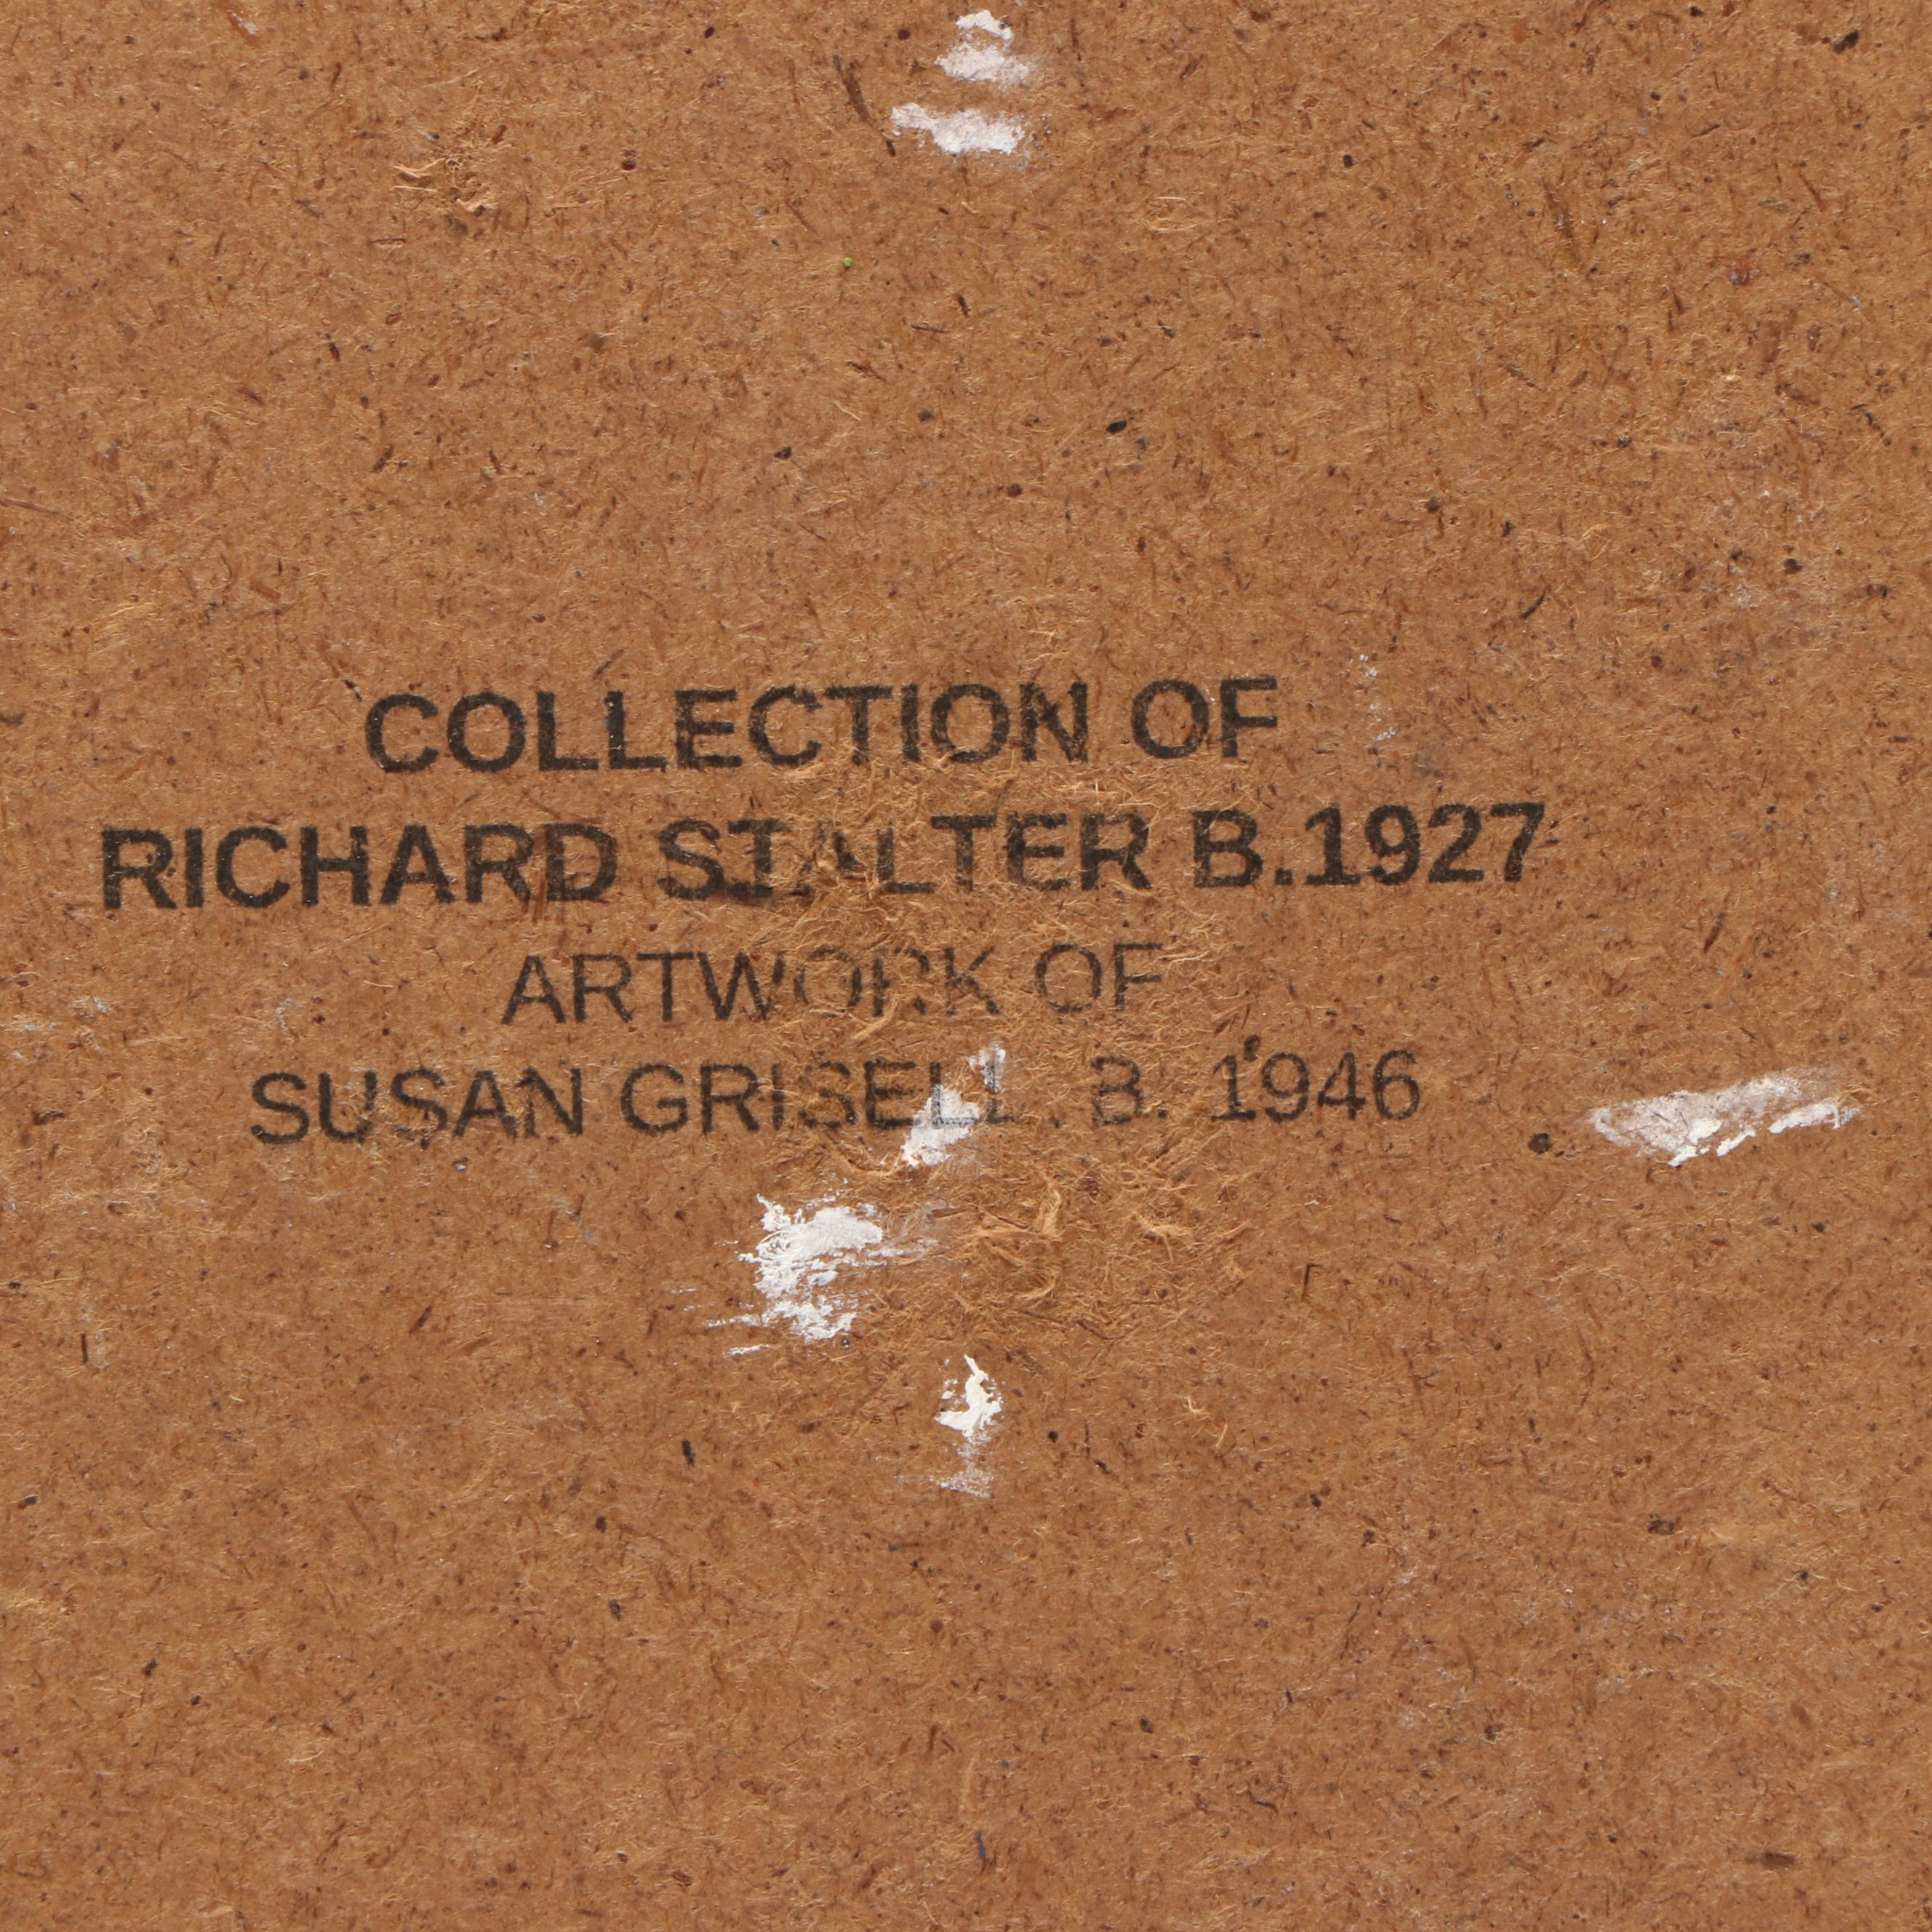 COLLECTION OF
RICHARD STALTER B.1927
ARTWORK OF
SUSAN GRISELL, B. 1946